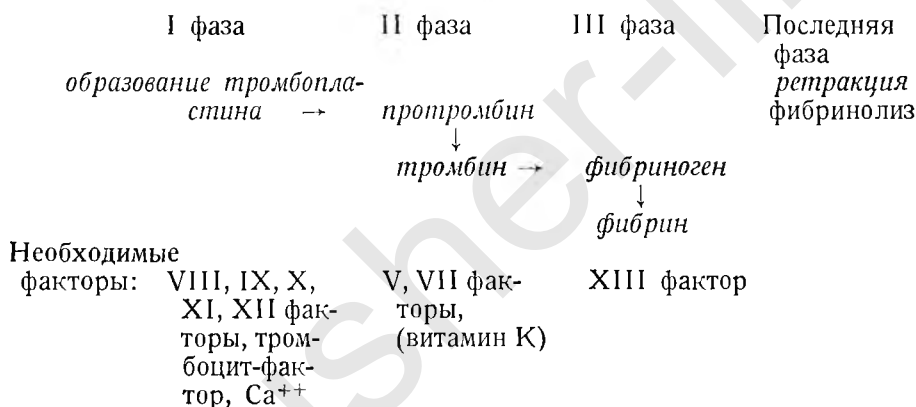 I фаза II фаза III фаза Последняя
фаза
образование тромбопла- ретракция
стина → протромбин фибринолиз
↓
тромбин → фибриноген
↓
фибрин
Необходимые
факторы: VIII, IX, X, V, VII фак- XIII фактор
XI, XII фак- торы,
торы, тром- (витамин К)
боцит-фак-
тор, Ca⁺⁺